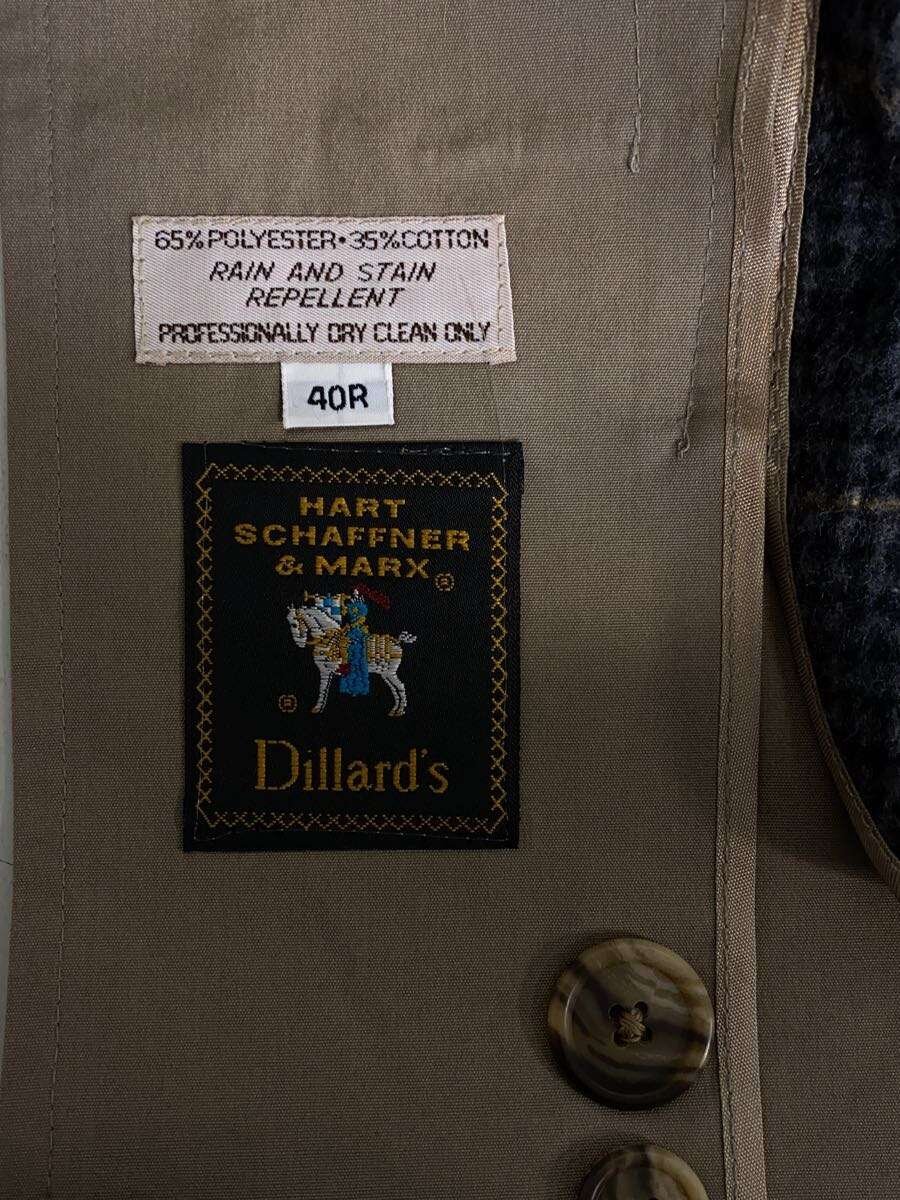 65% POLYESTER • 35% COTTON
RAIN AND STAIN
REPELLENT
PROFESSIONALLY DRY CLEAN ONLY
40R
HART
SCHAFFNER
& MARX ®
®
Dillard's